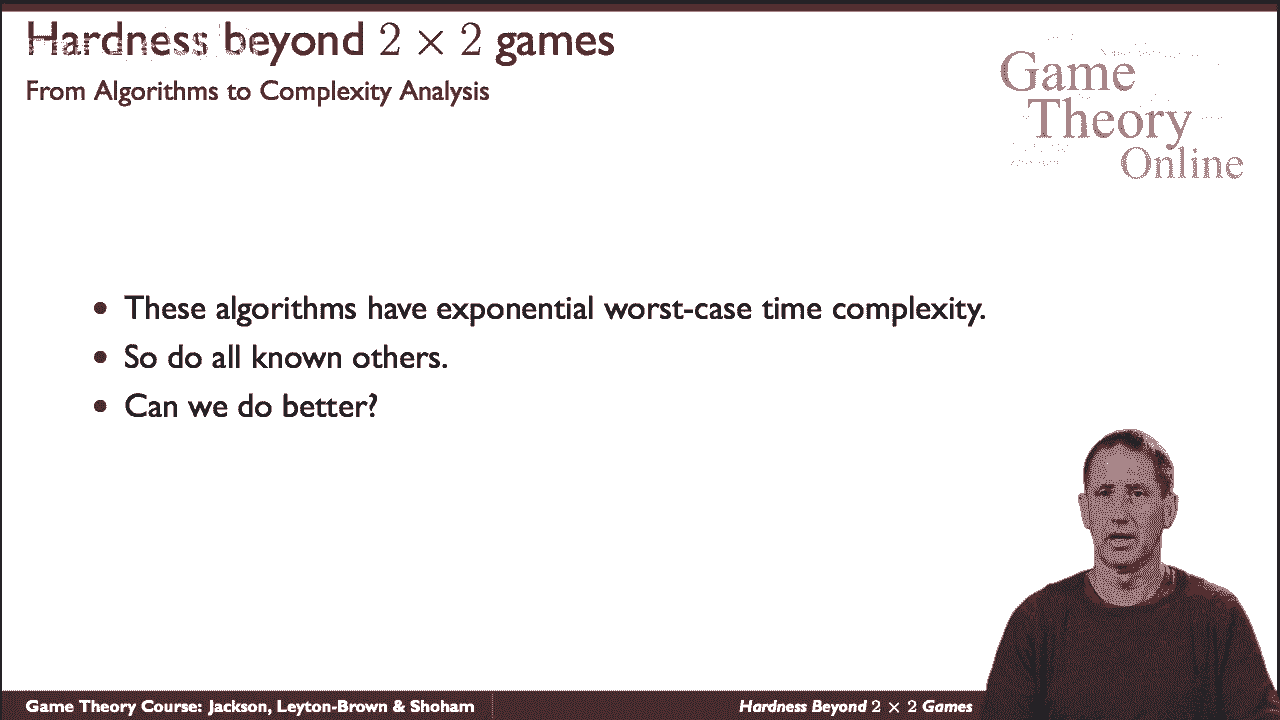 Hardness beyond 2 × 2 games
From Algorithms to Complexity Analysis
Game
Theory
Online
• These algorithms have exponential worst-case time complexity.
• So do all known others.
• Can we do better?
Game Theory Course: Jackson, Leyton-Brown & Shoham
Hardness Beyond 2 × 2 Games